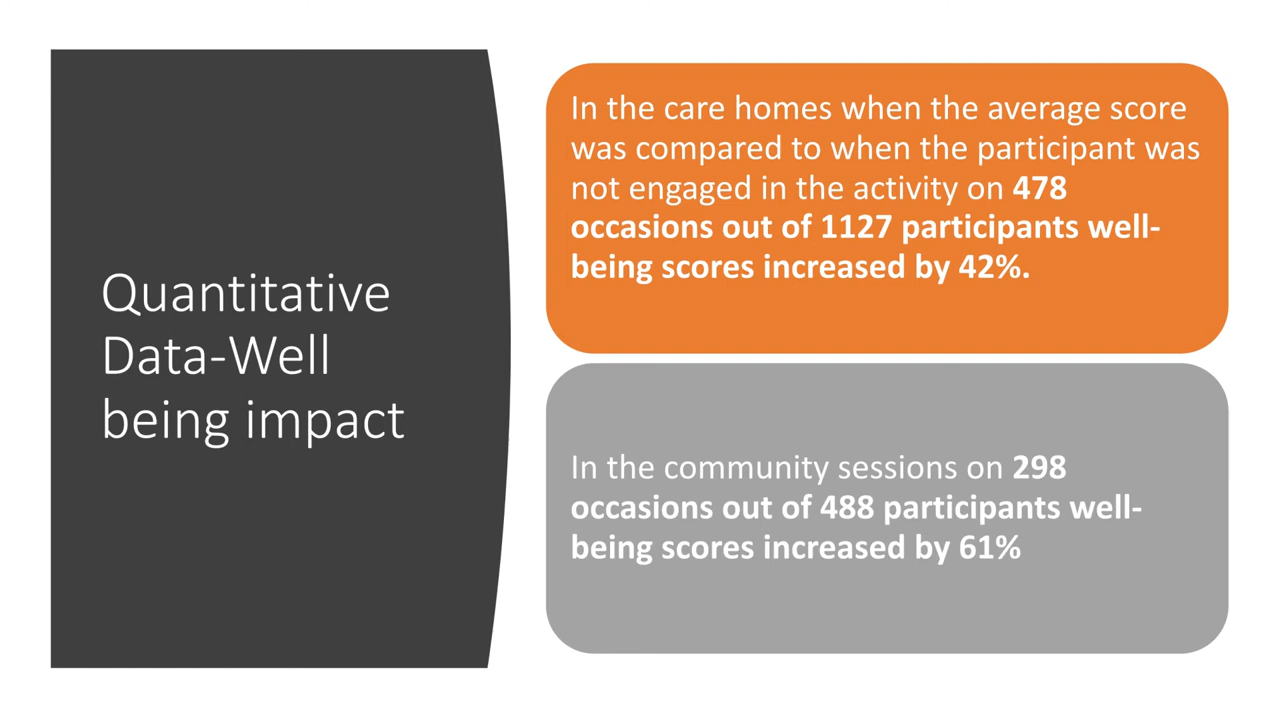 Quantitative
Data-Well
being impact
In the care homes when the average score
was compared to when the participant was
not engaged in the activity on 478
occasions out of 1127 participants well-
being scores increased by 42%.
In the community sessions on 298
occasions out of 488 participants well-
being scores increased by 61%